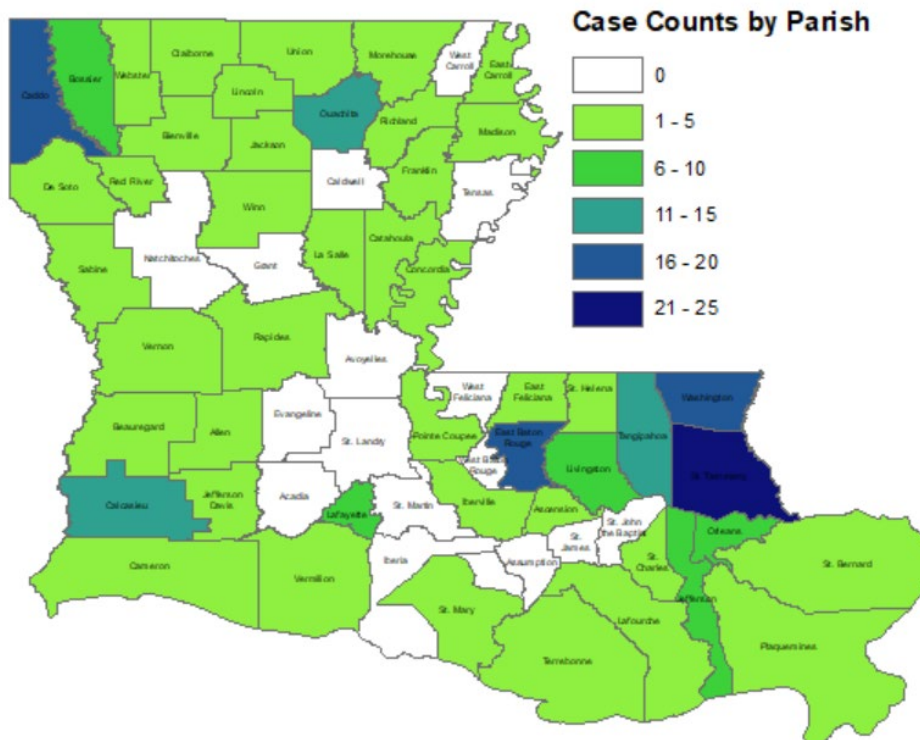 Case Counts by Parish
0
1 - 5
6 - 10
11 - 15
16 - 20
21 - 25
Caddo
Bossier
Webster
Claiborne
Union
Morehouse
West
Carroll
East
Carroll
Lincoln
Ouachita
Richland
Madison
Bienville
Jackson
Caldwell
Franklin
Tensas
De Soto
Red River
Winn
Natchitoches
Grant
La Salle
Catahoula
Concordia
Sabine
Vernon
Rapides
Avoyelles
Beauregard
Allen
Evangeline
St. Landry
Pointe Coupee
West
Feliciana
East
Feliciana
St. Helena
Tangipahoa
Washington
East Baton
Rouge
West Baton
Rouge
Livingston
St. Tammany
Calcasieu
Jefferson
Davis
Acadia
Lafayette
St. Martin
Iberville
Ascension
St. John
the Baptist
St.
James
Assumption
Orleans
St. Bernard
Cameron
Vermilion
Iberia
St. Mary
St.
Charles
Jefferson
Lafourche
Terrebonne
Plaquemines